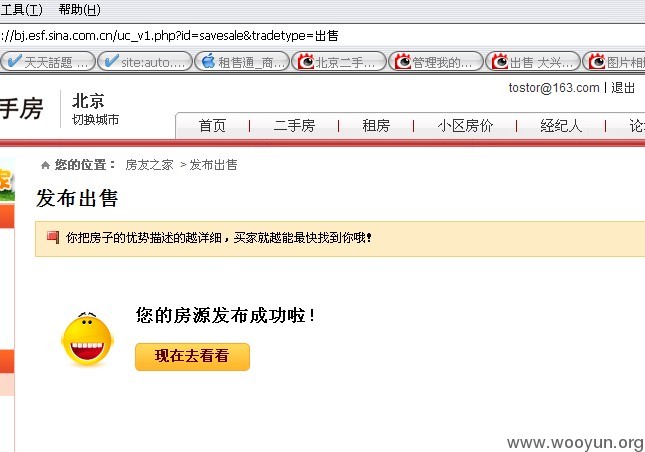 工具(T) 帮助(H)
://bj.esf.sina.com.cn/uc_v1.php?id=savesale&tradetype=出售
天天話題 ... site:auto.... 租售通_商... 北京二手... 管理我的... 出售 大兴... 图片相
tostor@163.com | 退出
手房 北京
切换城市
首页 | 二手房 | 租房 | 小区房价 | 经纪人 | 论
您的位置： 房友之家 > 发布出售
发布出售
你把房子的优势描述的越详细，买家就越能最快找到你哦!
您的房源发布成功啦！
现在去看看
www.wooyun.org